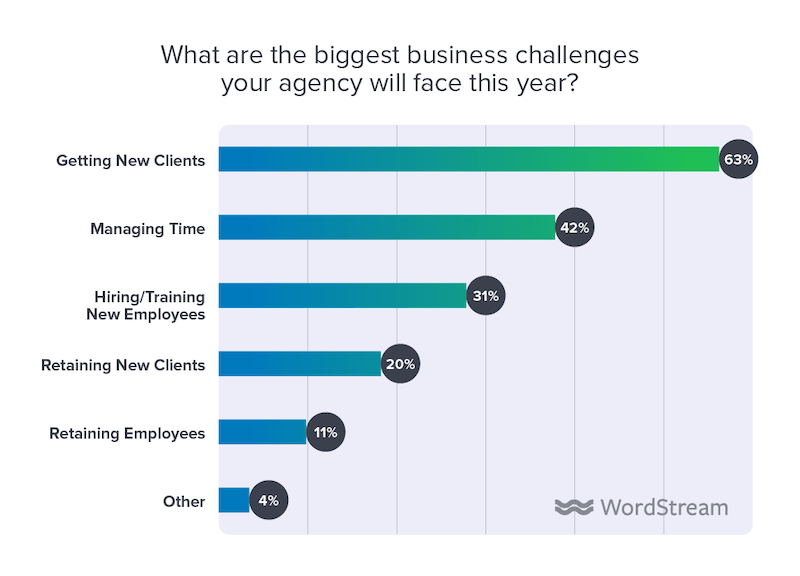 What are the biggest business challenges
your agency will face this year?
Getting New Clients
63%
Managing Time
42%
Hiring/Training
New Employees
31%
Retaining New Clients
20%
Retaining Employees
11%
Other
4%
WordStream